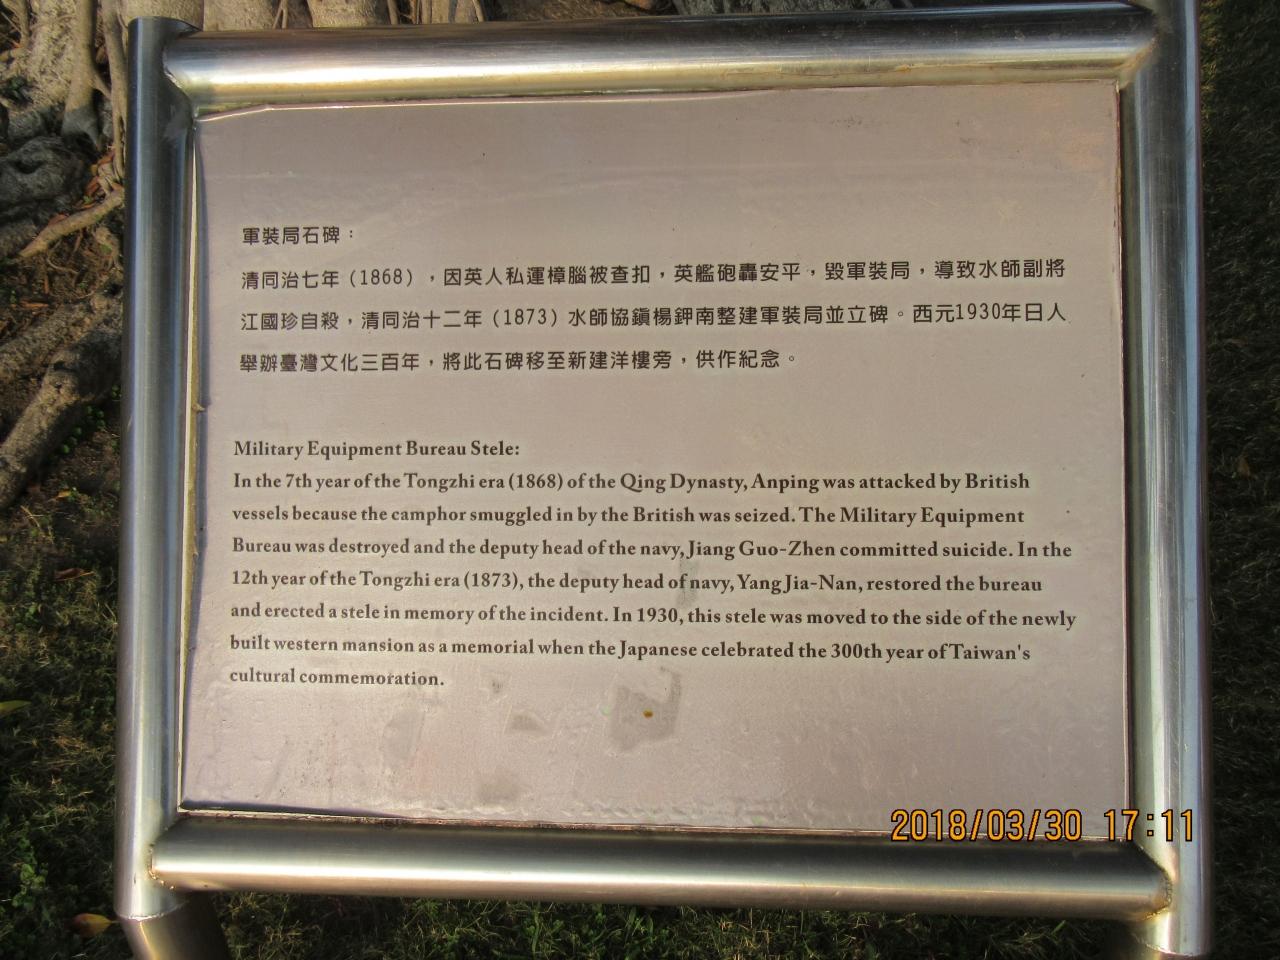 軍裝局石碑：
清同治七年（1868），因英人私運樟腦被查扣，英艦砲轟安平，毀軍裝局，導致水師副將
江國珍自殺，清同治十二年（1873）水師協鎮楊鉀南整建軍裝局並立碑。西元1930年日人
舉辦臺灣文化三百年，將此石碑移至新建洋樓旁，供作紀念。
Military Equipment Bureau Stele:
In the 7th year of the Tongzhi era (1868) of the Qing Dynasty, Anping was attacked by British
vessels because the camphor smuggled in by the British was seized. The Military Equipment
Bureau was destroyed and the deputy head of the navy, Jiang Guo-Zhen committed suicide. In the
12th year of the Tongzhi era (1873), the deputy head of navy, Yang Jia-Nan, restored the bureau
and erected a stele in memory of the incident. In 1930, this stele was moved to the side of the newly
built western mansion as a memorial when the Japanese celebrated the 300th year of Taiwan's
cultural commemoration.
2018/03/30 17:11